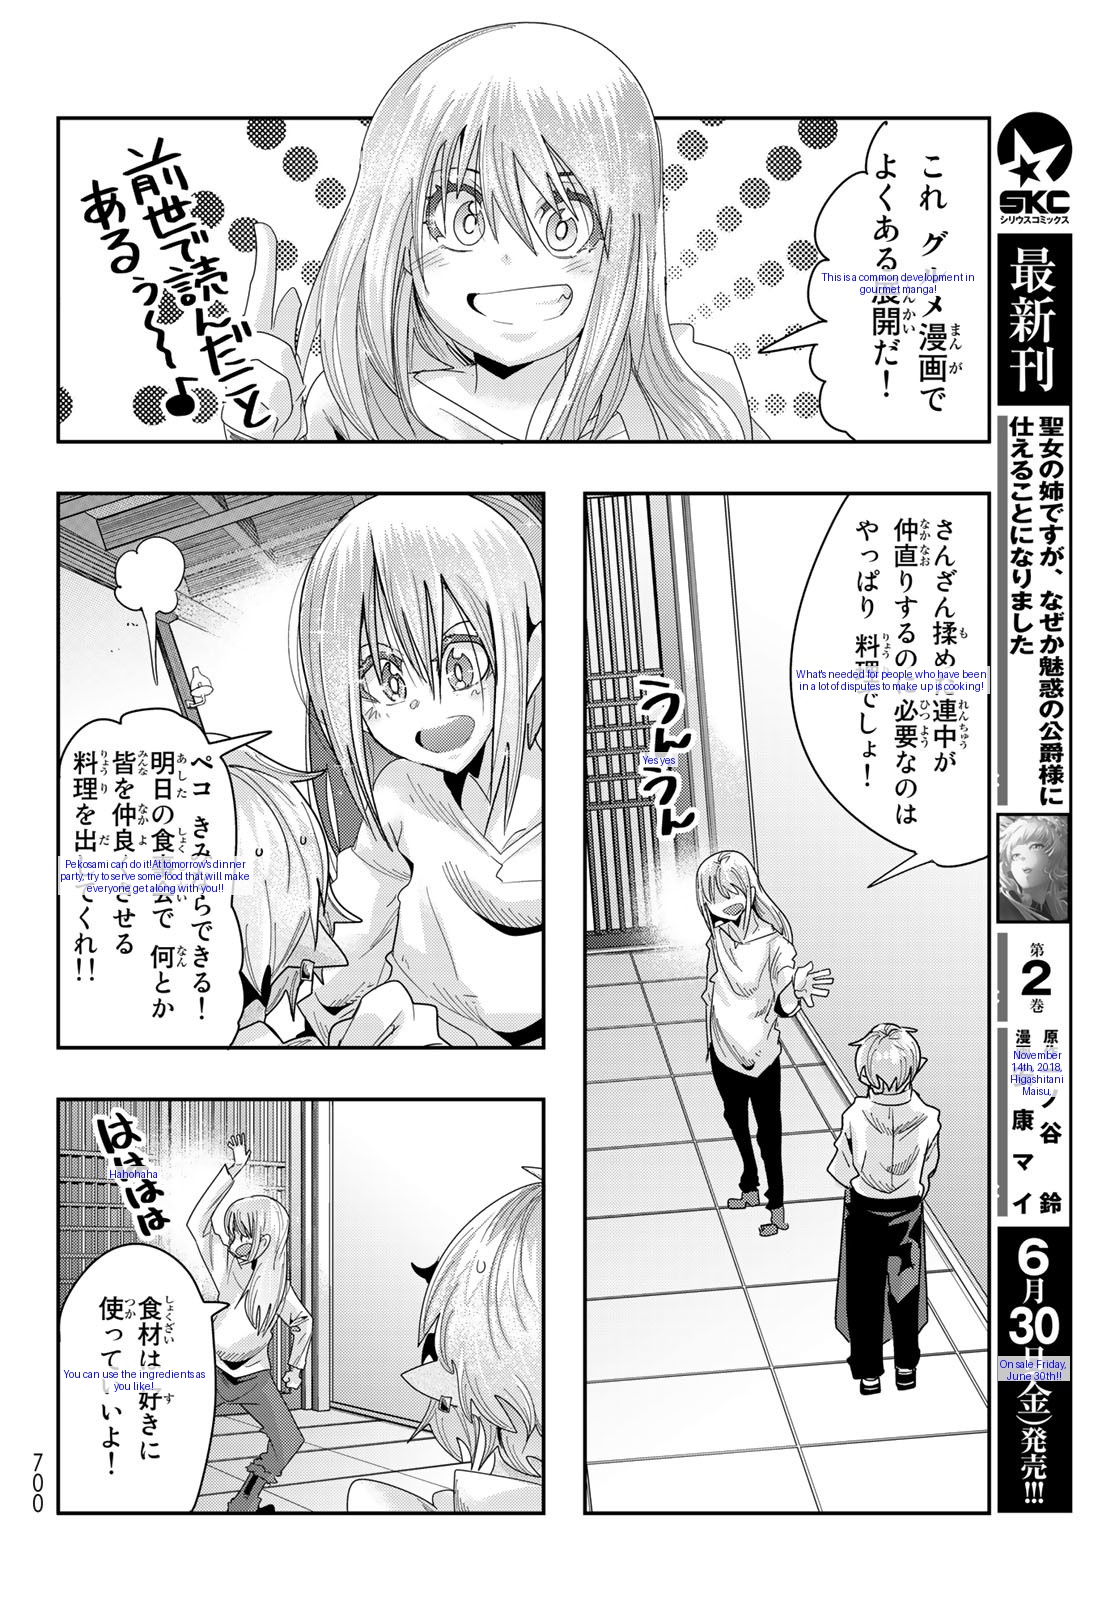 これ グルメ漫画で
よくある展開だ！
This is a common development in
gourmet manga!
前世で読んだこと
あるぅ～～♪
さんざん揉めた連中が
仲直りするのに必要なのは
やっぱり 料理でしょ！
What's needed for people who have been
in a lot of disputes to make up is cooking!
うんうん
Yes yes
ペコ きみならできる！
明日の食事会で 何とか
皆を仲良くさせる
料理を出してくれ!!
Pekosami can do it! At tomorrow's dinner
party, try to serve some food that will make
everyone get along with you!!
はははは
Hahohaha
食材は好きに
使っていいよ！
You can use the ingredients as
you like!
700
SKC
シリウスコミックス
最新刊
聖女の姉ですが、なぜか魅惑の公爵様に
仕えることになりました
第2巻
原 ノ谷 鈴
漫 康マイ
November
14th, 2018,
Higashitani
Maisu,
6月30日(金)発売!!!
On sale Friday,
June 30th!!